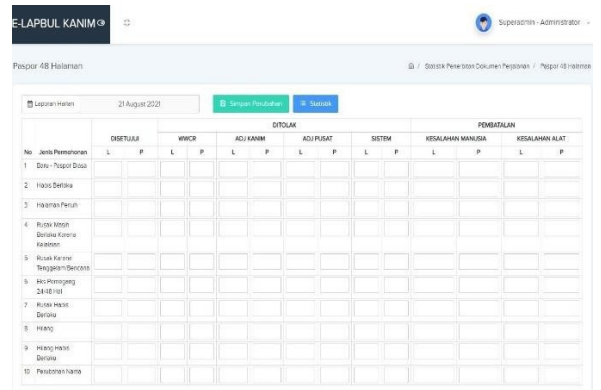 E-LAPBUL KANIM
Superadmin - Administrator
Paspor 48 Halaman
/ Statistik Penerbitan Dokumen Perjalanan / Paspor 48 Halaman
Laporan Harian 21 August 2021 Simpan Perubahan Statistik
DITOLAK PEMBATALAN
DISETUJUI WWCR ADJ KANIM ADJ PUSAT SISTEM KESALAHAN MANUSIA KESALAHAN ALAT
No Jenis Permohonan L P L P L P L P L P L P L P
1 Baru - Paspor Biasa
2 Habis Berlaku
3 Halaman Penuh
4 Rusak Masih
Berlaku Karena
Kelalaian
5 Rusak Karena
Tenggelam/Bencana
6 Eks Pemegang
24/48 Hal
7 Rusak Habis
Berlaku
8 Hilang
9 Hilang Habis
Berlaku
10 Perubahan Nama